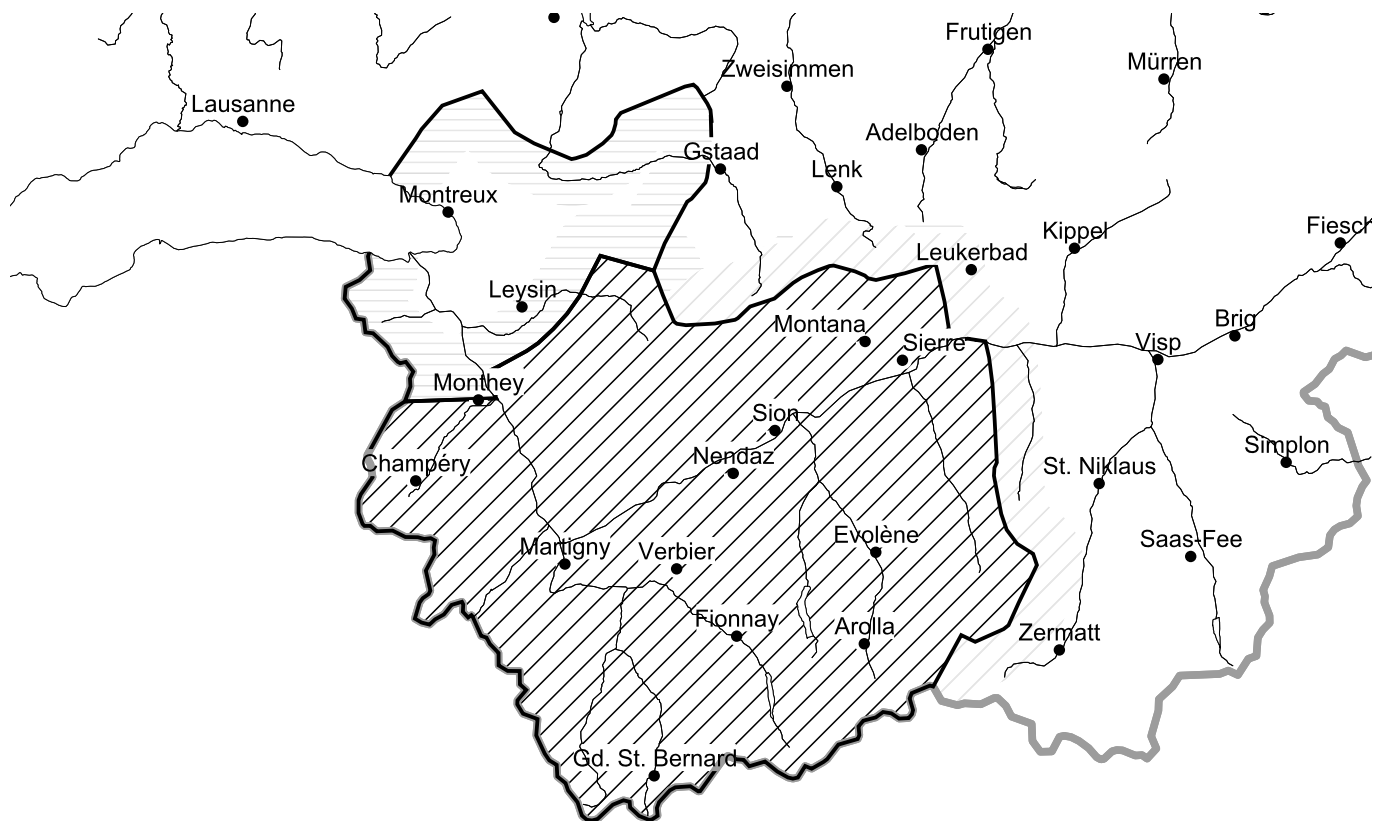 Frutigen
Zweisimmen
Mürren
Lausanne
Adelboden
Gstaad
Lenk
Montreux
Kippel
Fiesch
Leukerbad
Leysin
Montana
Brig
Sierre
Visp
Monthey
Sion
Simplon
Champéry
Nendaz
St. Niklaus
Evolène
Saas-Fee
Martigny
Verbier
Fionnay
Arolla
Zermatt
Gd. St. Bernard